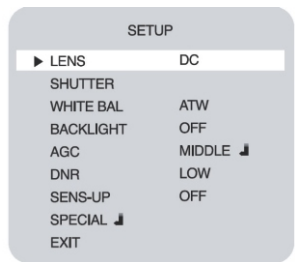 SETUP
LENS DC
SHUTTER
WHITE BAL ATW
BACKLIGHT OFF
AGC MIDDLE
DNR LOW
SENS-UP OFF
SPECIAL
EXIT